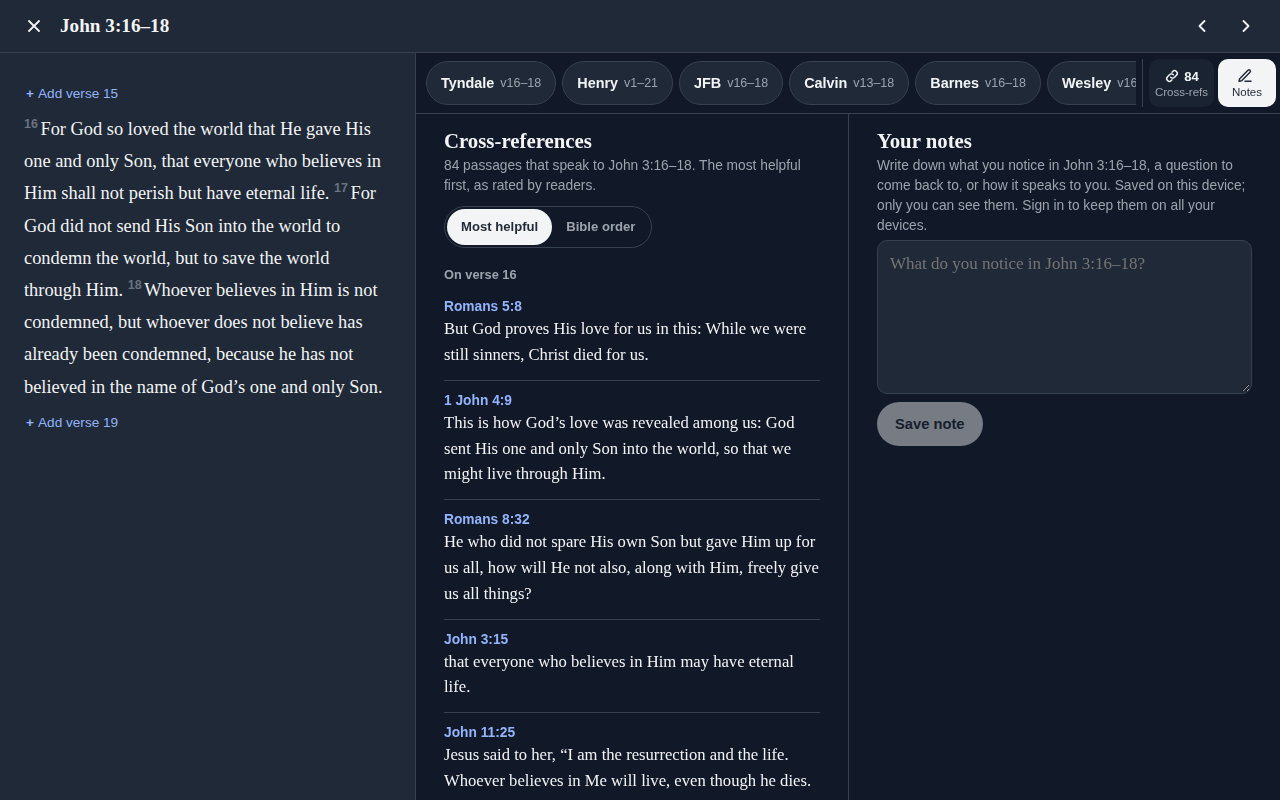 John 3:16–18
+ Add verse 15
16 For God so loved the world that He gave His
one and only Son, that everyone who believes in
Him shall not perish but have eternal life. 17 For
God did not send His Son into the world to
condemn the world, but to save the world
through Him. 18 Whoever believes in Him is not
condemned, but whoever does not believe has
already been condemned, because he has not
believed in the name of God’s one and only Son.
+ Add verse 19
Tyndale v16–18 Henry v1–21 JFB v16–18 Calvin v13–18 Barnes v16–18 Wesley v16
84
Cross-refs
Notes
Cross-references
84 passages that speak to John 3:16–18. The most helpful
first, as rated by readers.
Most helpful Bible order
On verse 16
Romans 5:8
But God proves His love for us in this: While we were
still sinners, Christ died for us.
1 John 4:9
This is how God’s love was revealed among us: God
sent His one and only Son into the world, so that we
might live through Him.
Romans 8:32
He who did not spare His own Son but gave Him up for
us all, how will He not also, along with Him, freely give
us all things?
John 3:15
that everyone who believes in Him may have eternal
life.
John 11:25
Jesus said to her, “I am the resurrection and the life.
Whoever believes in Me will live, even though he dies.
Your notes
Write down what you notice in John 3:16–18, a question to
come back to, or how it speaks to you. Saved on this device;
only you can see them. Sign in to keep them on all your
devices.
What do you notice in John 3:16–18?
Save note